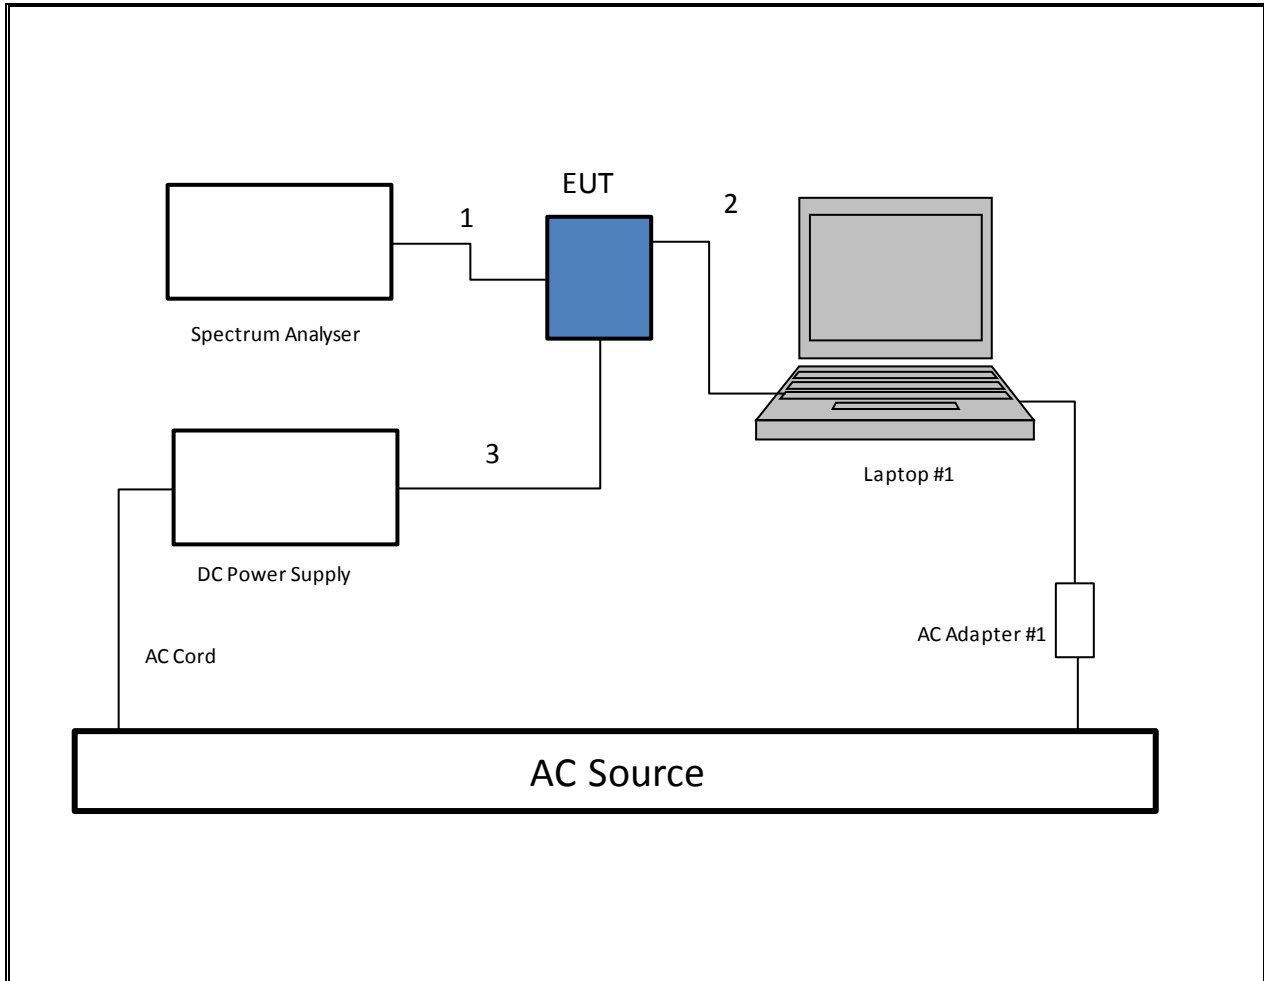 EUT
1
2
Spectrum Analyser
3
Laptop #1
DC Power Supply
AC Adapter #1
AC Cord
AC Source